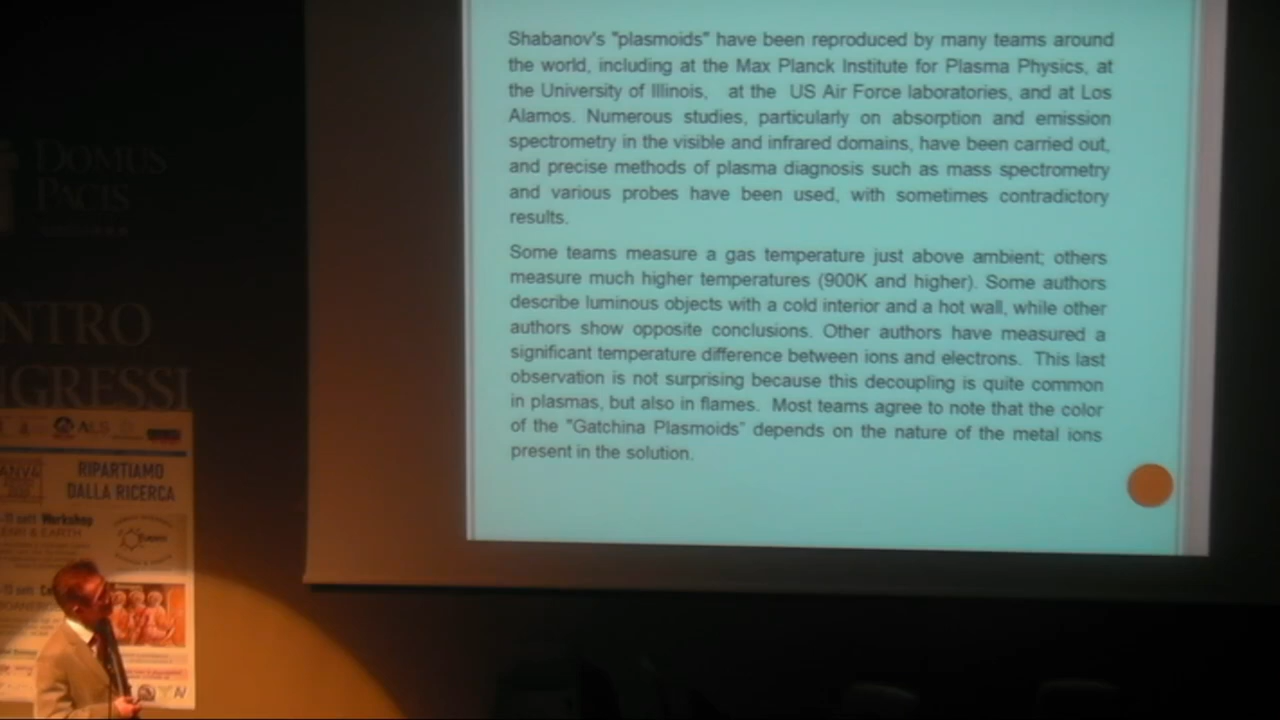 Shabanov's "plasmoids" have been reproduced by many teams around
the world, including at the Max Planck Institute for Plasma Physics, at
the University of Illinois, at the US Air Force laboratories, and at Los
Alamos. Numerous studies, particularly on absorption and emission
spectrometry in the visible and infrared domains, have been carried out,
and precise methods of plasma diagnosis such as mass spectrometry
and various probes have been used, with sometimes contradictory
results.
Some teams measure a gas temperature just above ambient; others
measure much higher temperatures (900K and higher). Some authors
describe luminous objects with a cold interior and a hot wall, while other
authors show opposite conclusions. Other authors have measured a
significant temperature difference between ions and electrons. This last
observation is not surprising because this decoupling is quite common
in plasmas, but also in flames. Most teams agree to note that the color
of the "Gatchina Plasmoids" depends on the nature of the metal ions
present in the solution.
DOMUS
PACIS
NTRO
NGRESSI
RIPARTIAMO
DALLA RICERCA
Workshop
& EARTH